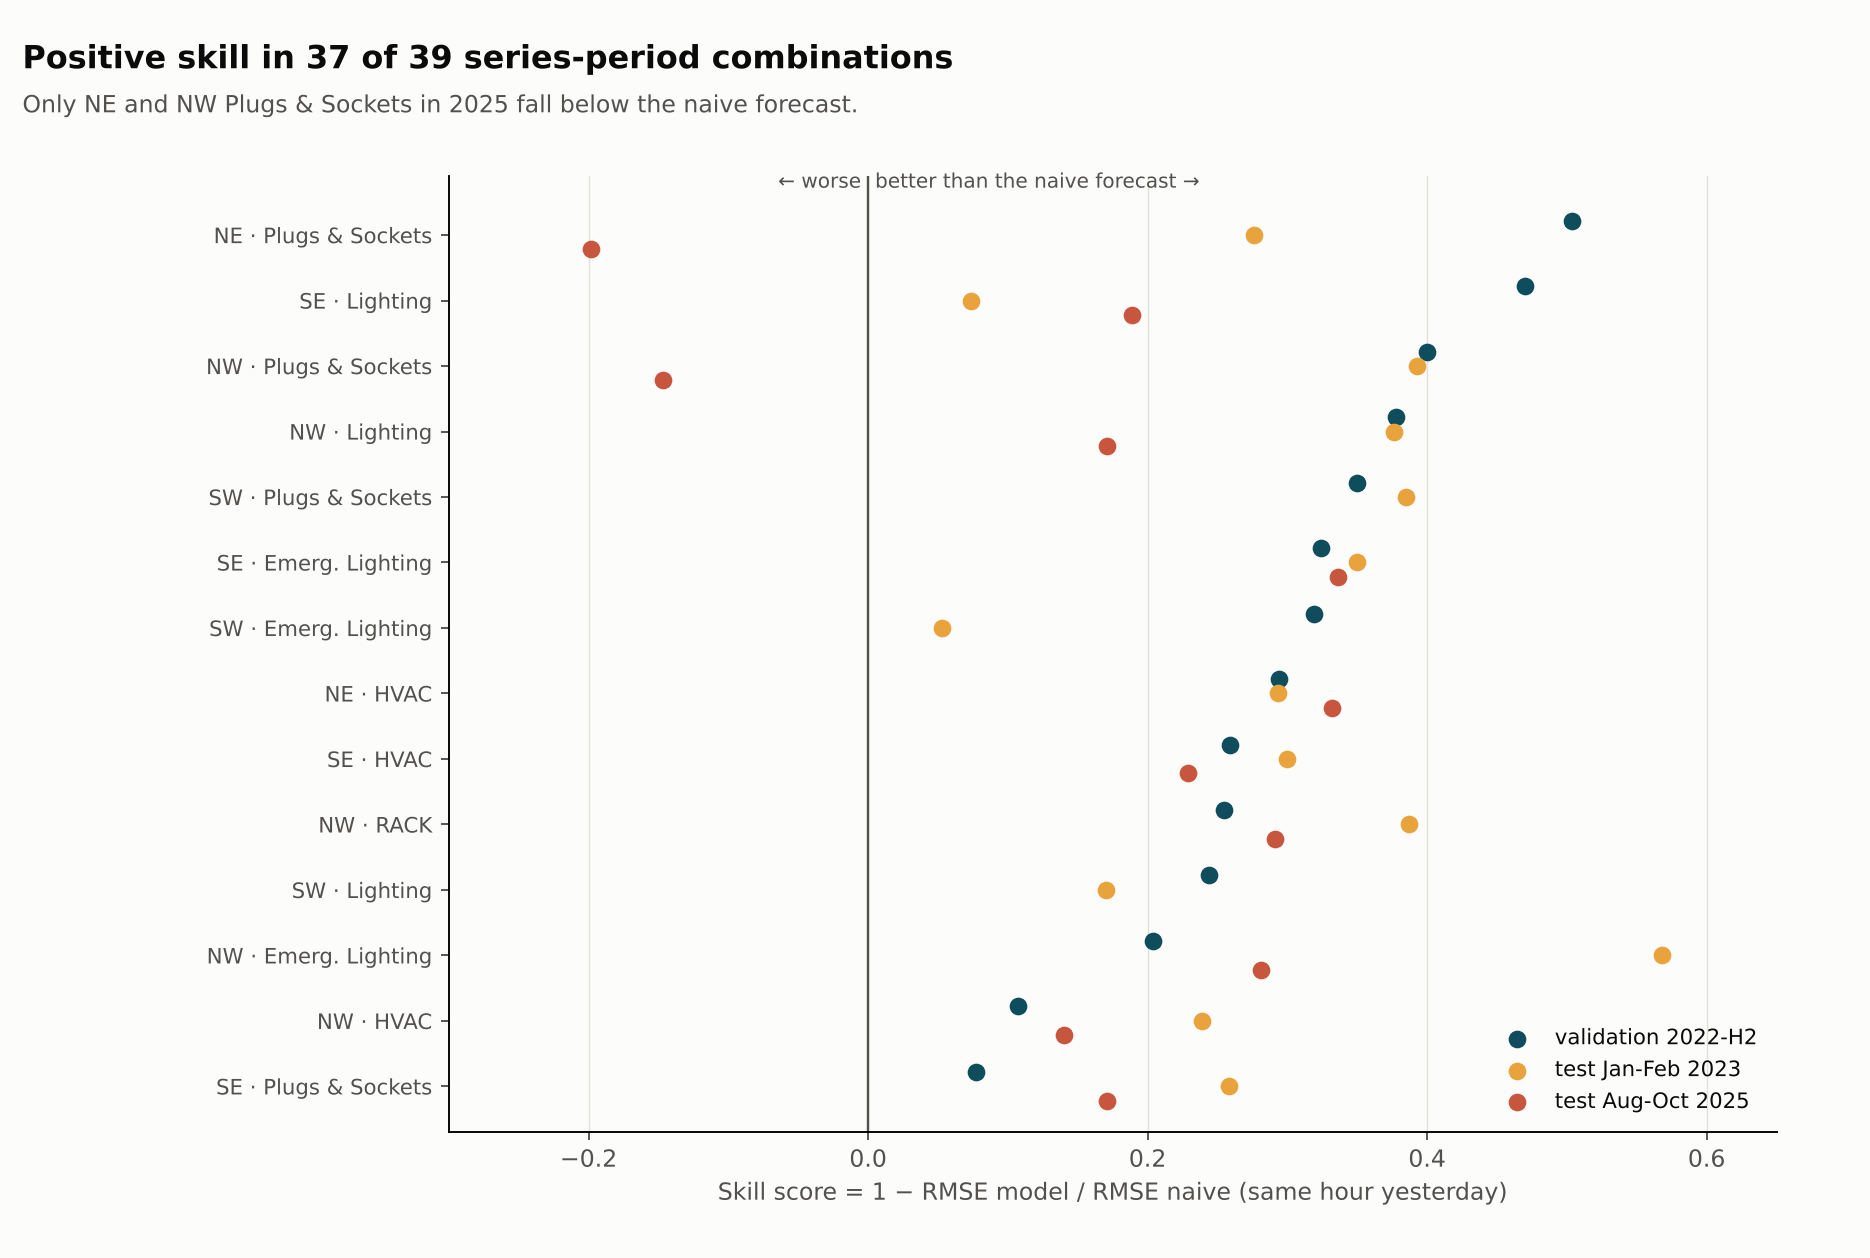 Positive skill in 37 of 39 series-period combinations
Only NE and NW Plugs & Sockets in 2025 fall below the naive forecast.
← worse better than the naive forecast →
NE · Plugs & Sockets
SE · Lighting
NW · Plugs & Sockets
NW · Lighting
SW · Plugs & Sockets
SE · Emerg. Lighting
SW · Emerg. Lighting
NE · HVAC
SE · HVAC
NW · RACK
SW · Lighting
NW · Emerg. Lighting
NW · HVAC
SE · Plugs & Sockets
validation 2022-H2
test Jan-Feb 2023
test Aug-Oct 2025
−0.2 0.0 0.2 0.4 0.6
Skill score = 1 − RMSE model / RMSE naive (same hour yesterday)